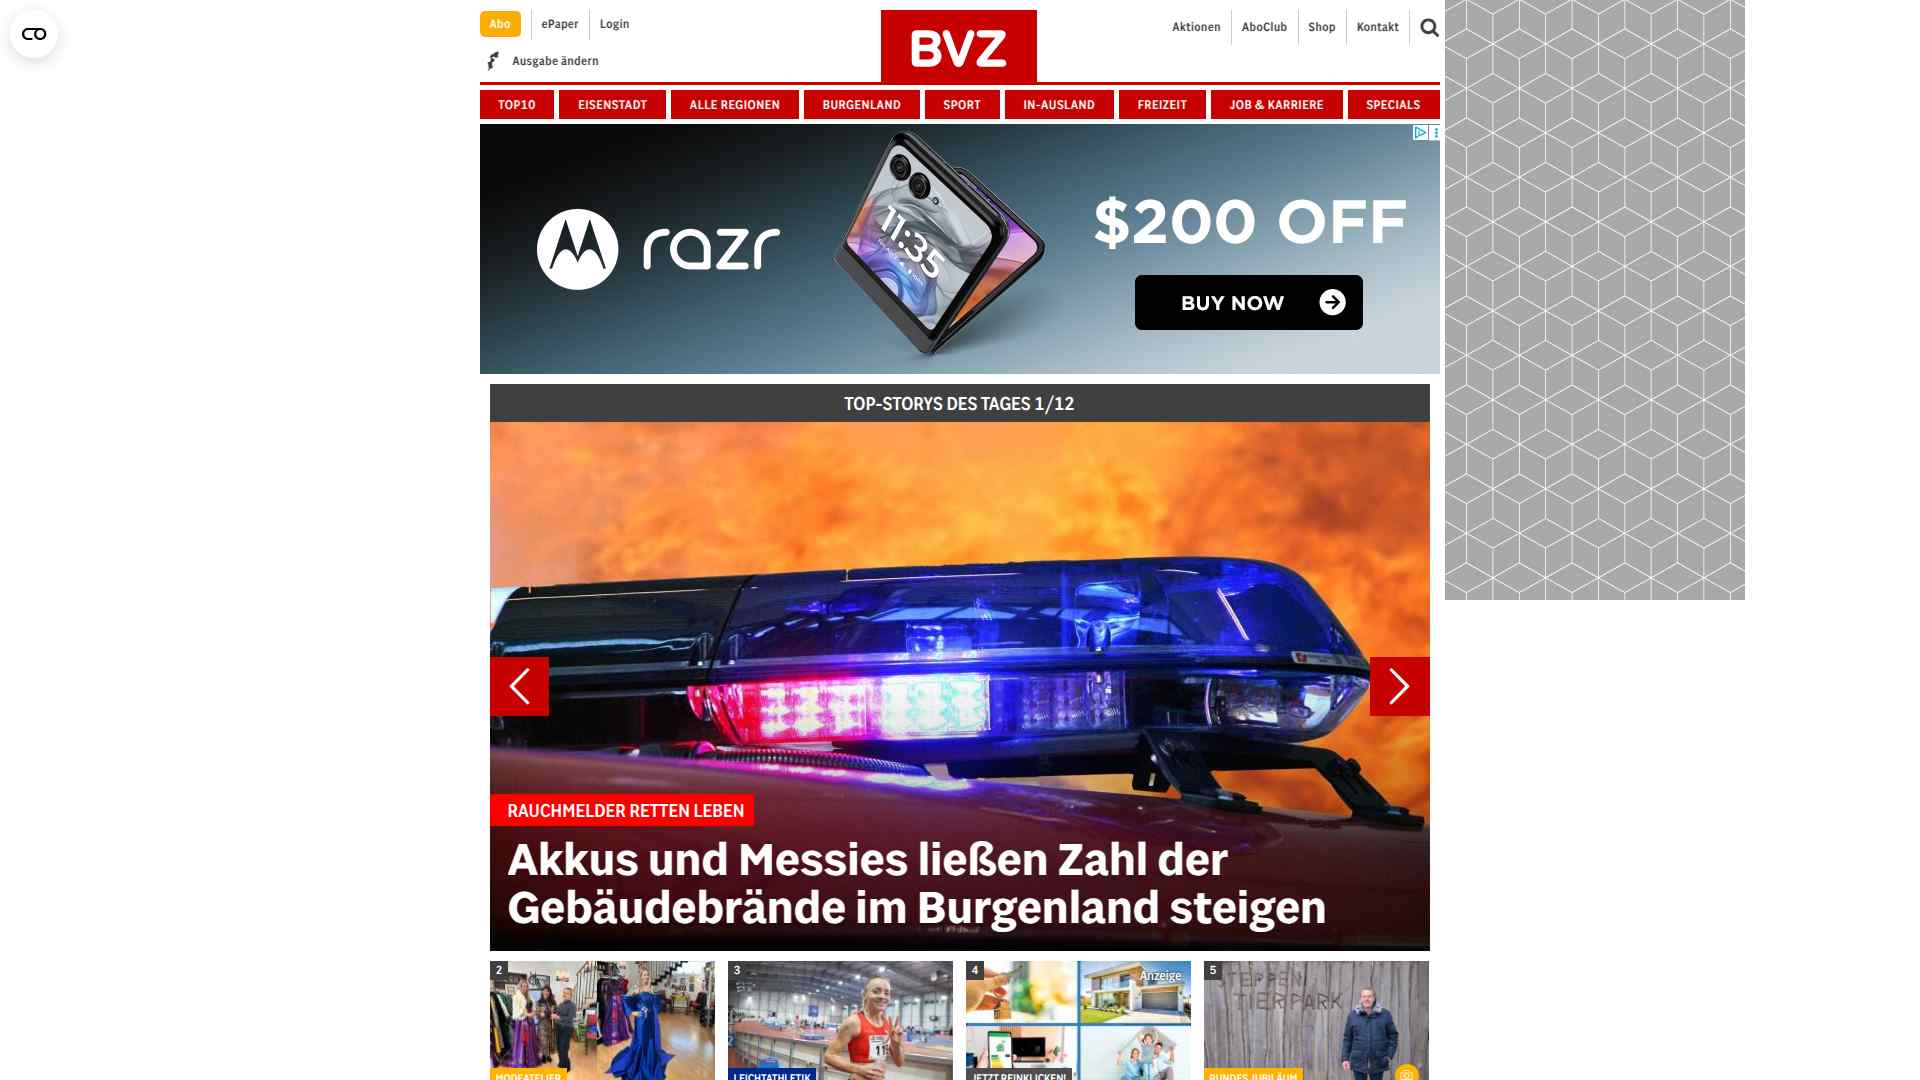 Abo
ePaper
Login
Ausgabe ändern
BVZ
Aktionen
AboClub
Shop
Kontakt
TOP10
EISENSTADT
ALLE REGIONEN
BURGENLAND
SPORT
IN-AUSLAND
FREIZEIT
JOB & KARRIERE
SPECIALS
razr
11:35
$200 OFF
BUY NOW
TOP-STORYS DES TAGES 1/12
RAUCHMELDER RETTEN LEBEN
Akkus und Messies ließen Zahl der
Gebäudebrände im Burgenland steigen
2
3
4
Anzeige
5
STEPPEN
TIERPARK
MODEATELIER
LEICHTATHLETIK
JETZT REINKLICKEN!
RUNDES JUBILÄUM